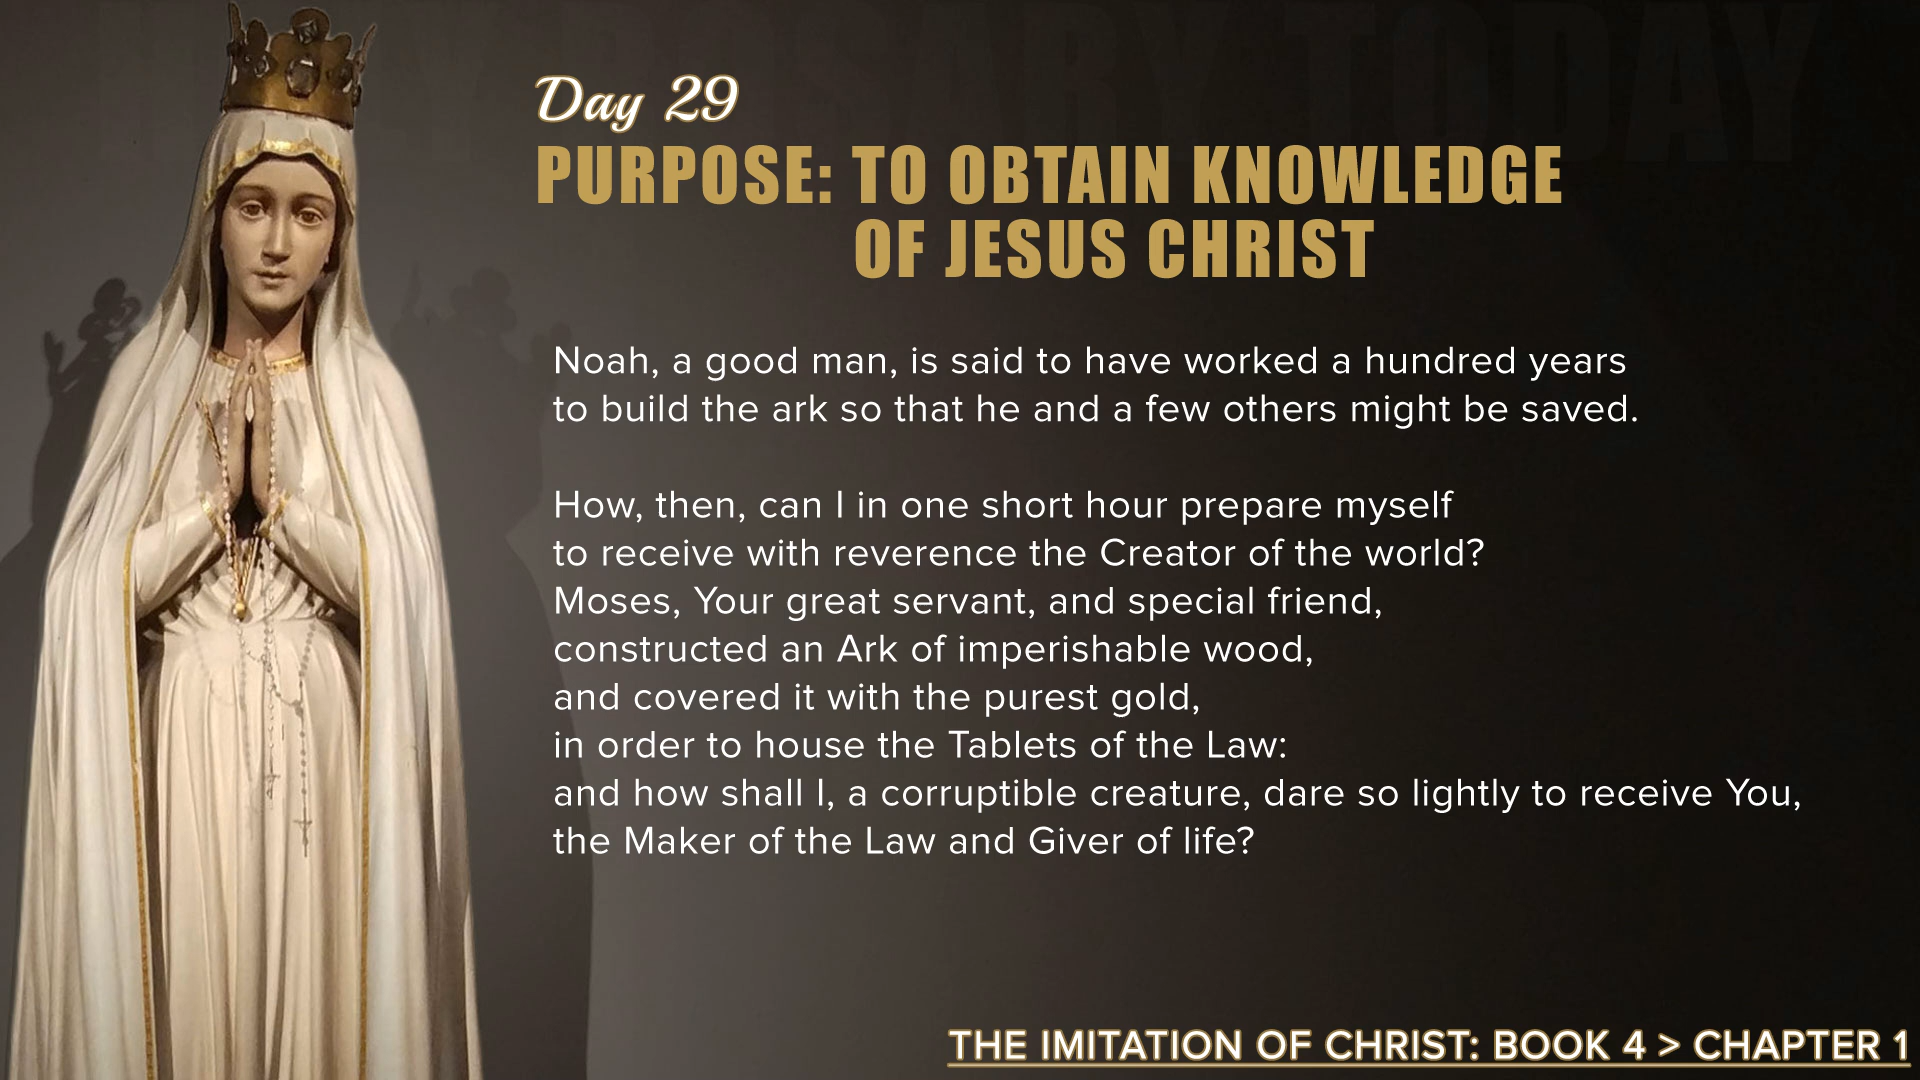 HOLY ROSARY TODAY
Day 29
PURPOSE: TO OBTAIN KNOWLEDGE
OF JESUS CHRIST
Noah, a good man, is said to have worked a hundred years
to build the ark so that he and a few others might be saved.
How, then, can I in one short hour prepare myself
to receive with reverence the Creator of the world?
Moses, Your great servant, and special friend,
constructed an Ark of imperishable wood,
and covered it with the purest gold,
in order to house the Tablets of the Law:
and how shall I, a corruptible creature, dare so lightly to receive You,
the Maker of the Law and Giver of life?
THE IMITATION OF CHRIST: BOOK 4 > CHAPTER 1